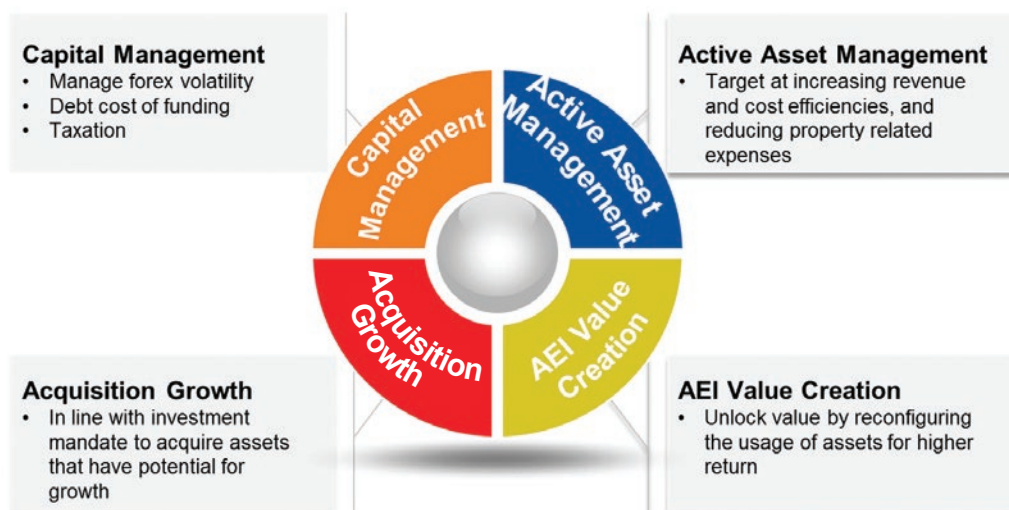 Capital Management
• Manage forex volatility
• Debt cost of funding
• Taxation
Active Asset Management
• Target at increasing revenue
and cost efficiencies, and
reducing property related
expenses
Capital
Management
Active Asset
Management
Acquisition
Growth
AEI Value
Creation
Acquisition Growth
• In line with investment
mandate to acquire assets
that have potential for
growth
AEI Value Creation
• Unlock value by reconfiguring
the usage of assets for higher
return